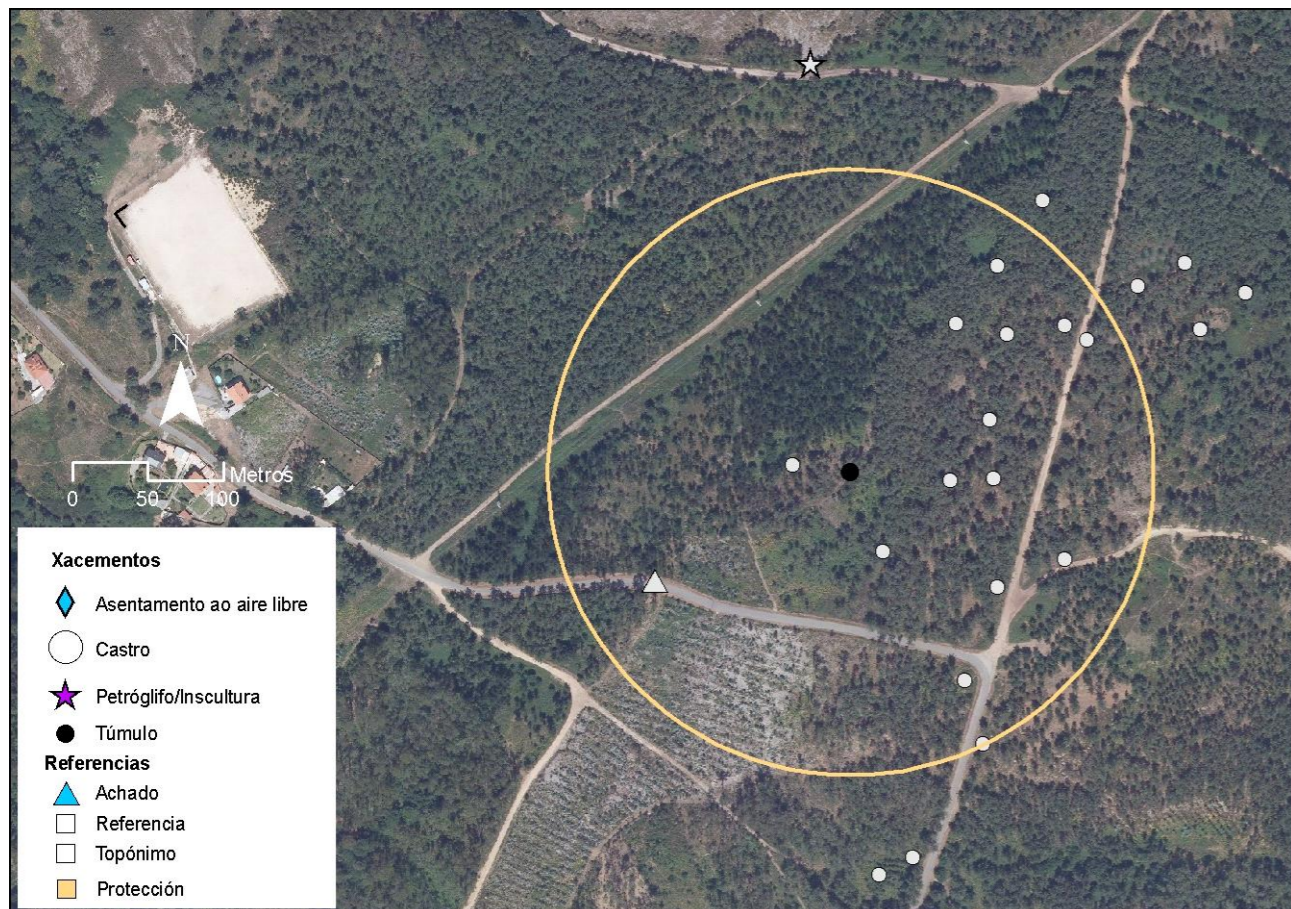 N
Metros
0 50 100
Xacementos
Asentamento ao aire libre
Castro
Petróglifo/Inscultura
Túmulo
Referencias
Achado
Referencia
Topónimo
Protección